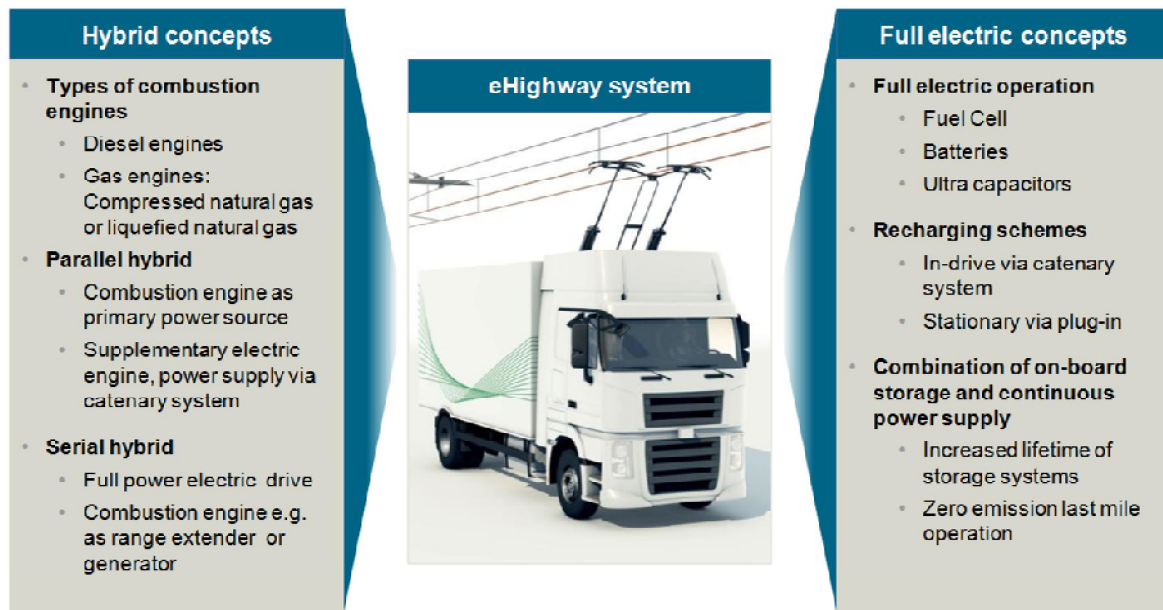 Hybrid concepts
• Types of combustion
engines
• Diesel engines
• Gas engines:
Compressed natural gas
or liquefied natural gas
• Parallel hybrid
• Combustion engine as
primary power source
• Supplementary electric
engine, power supply via
catenary system
• Serial hybrid
• Full power electric drive
• Combustion engine e.g.
as range extender or
generator
eHighway system
Full electric concepts
• Full electric operation
• Fuel Cell
• Batteries
• Ultra capacitors
• Recharging schemes
• In-drive via catenary
system
• Stationary via plug-in
• Combination of on-board
storage and continuous
power supply
• Increased lifetime of
storage systems
• Zero emission last mile
operation